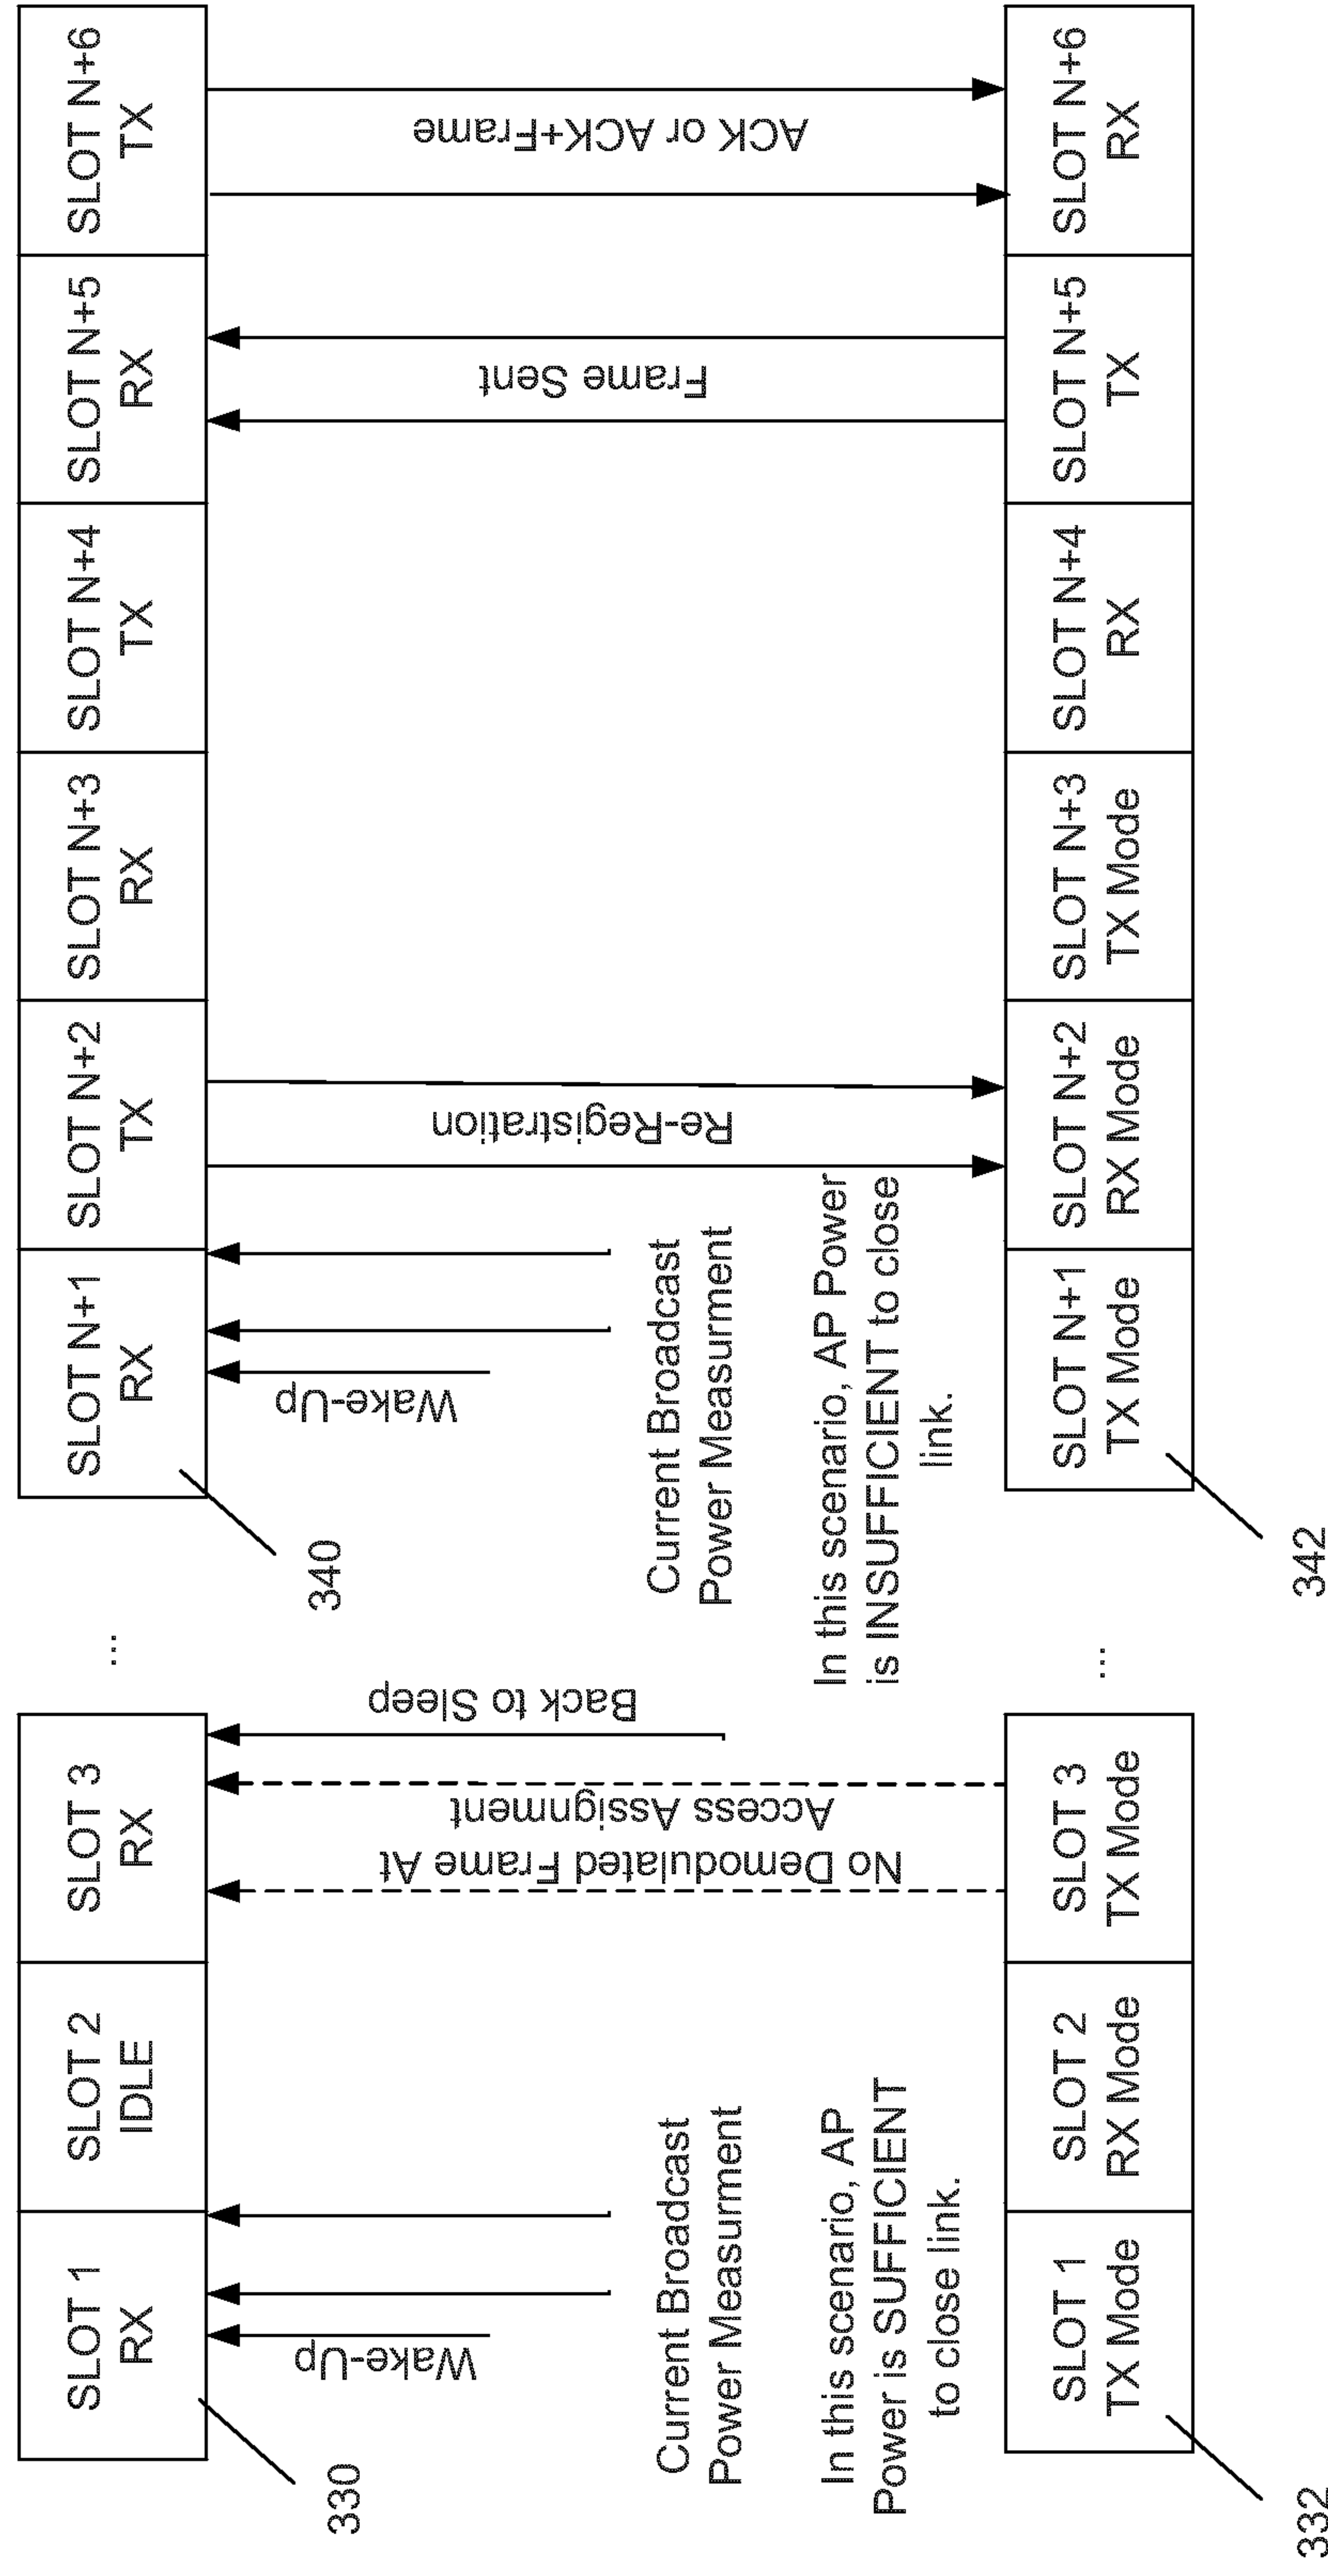 SLOT 1
RX
SLOT 2
IDLE
SLOT 3
RX
...
SLOT N+1
RX
SLOT N+2
TX
SLOT N+3
RX
SLOT N+4
TX
SLOT N+5
RX
SLOT N+6
TX
330
340
Wake-Up
No Demodulated Frame At
Access Assignment
Back to Sleep
Wake-Up
Re-Registration
Frame Sent
ACK or ACK+Frame
Current Broadcast
Power Measurment
Current Broadcast
Power Measurment
In this scenario, AP
Power is SUFFICIENT
to close link.
In this scenario, AP Power
is INSUFFICIENT to close
link.
SLOT 1
TX Mode
SLOT 2
RX Mode
SLOT 3
TX Mode
...
SLOT N+1
TX Mode
SLOT N+2
RX Mode
SLOT N+3
TX Mode
SLOT N+4
RX
SLOT N+5
TX
SLOT N+6
RX
332
342